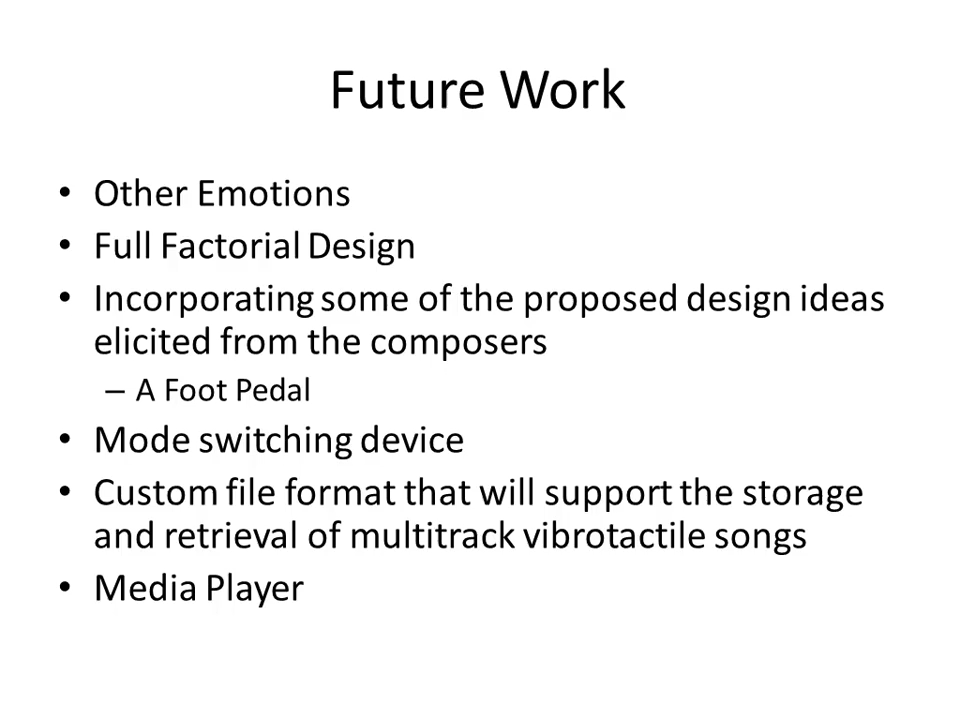 Future Work
• Other Emotions
• Full Factorial Design
• Incorporating some of the proposed design ideas
elicited from the composers
– A Foot Pedal
• Mode switching device
• Custom file format that will support the storage
and retrieval of multitrack vibrotactile songs
• Media Player